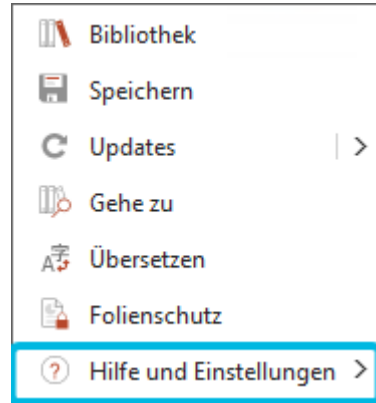 Bibliothek
Speichern
Updates
Gehe zu
Übersetzen
Folienschutz
Hilfe und Einstellungen